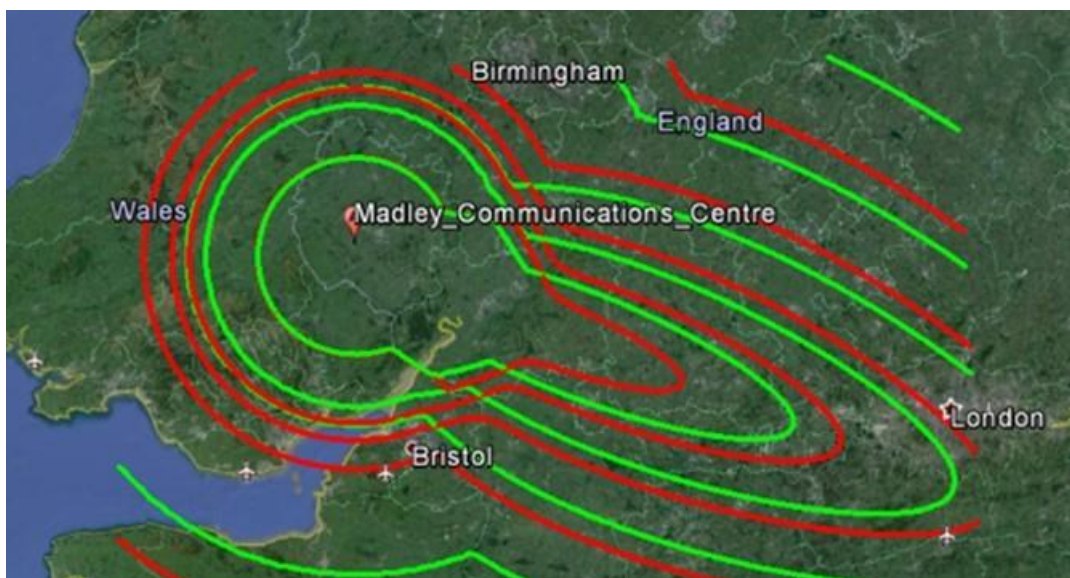 Birmingham
England
Wales
Madley_Communications_Centre
London
Bristol